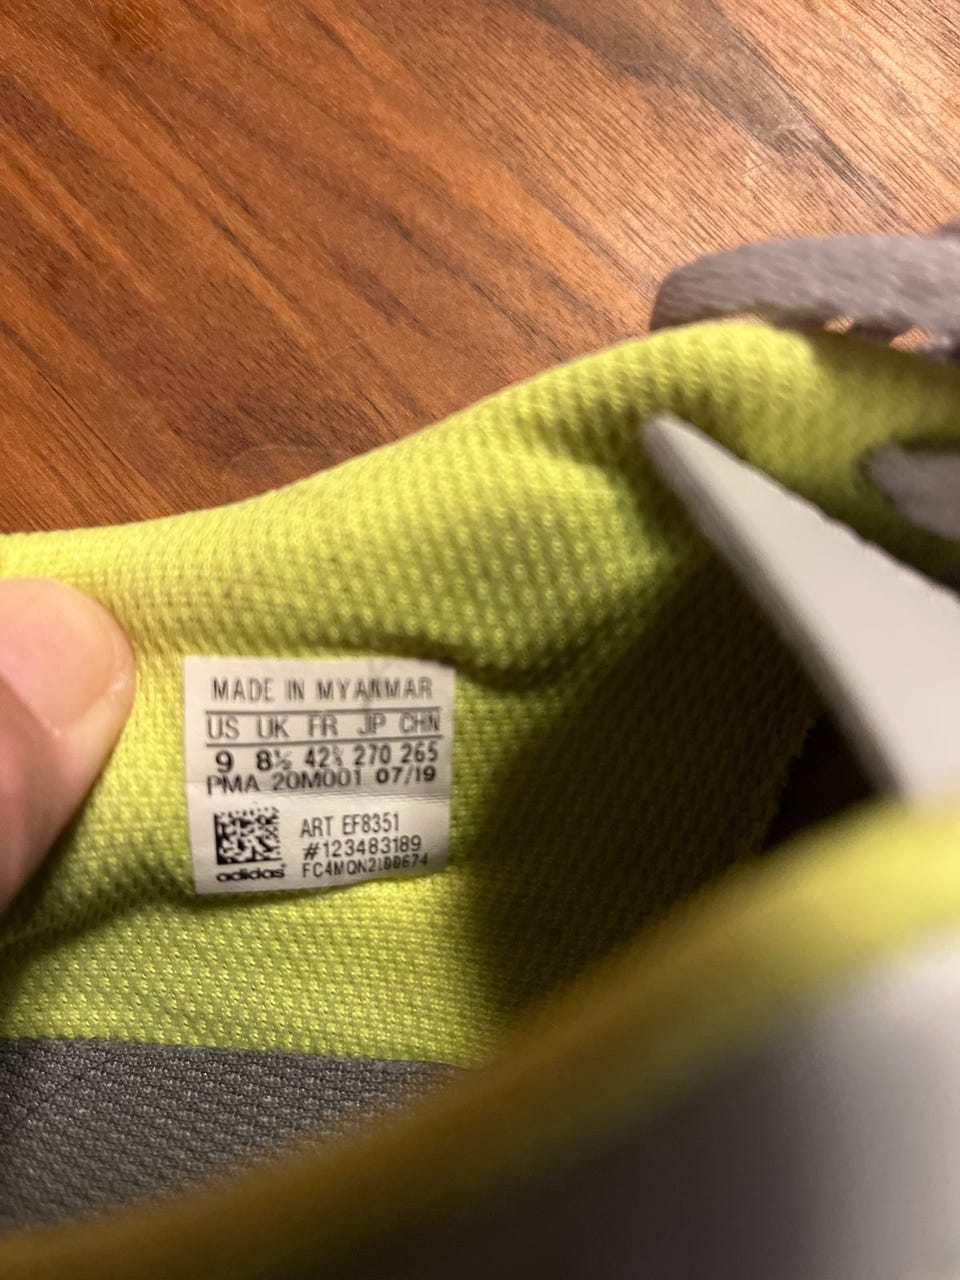 MADE IN MYANMAR
US UK FR JP CHN
9 8½ 42⅔ 270 265
PMA 20M001 07/19
ART EF8351
#123483189
adidas